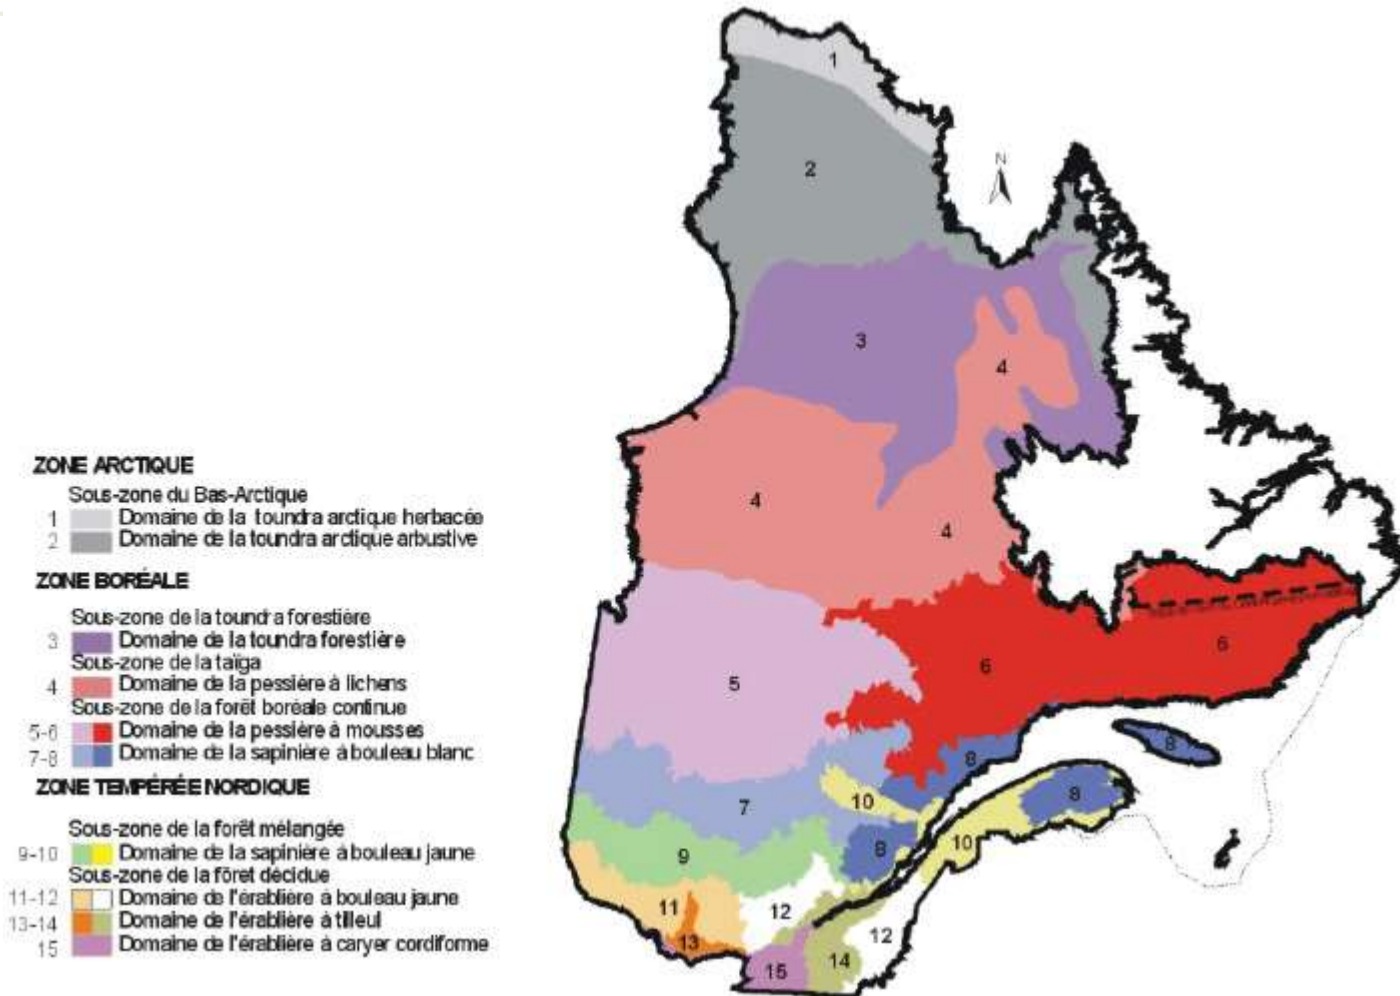 ZONE ARCTIQUE
Sous-zone du Bas-Arctique
1 Domaine de la toundra arctique herbacée
2 Domaine de la toundra arctique arbustive
ZONE BORÉALE
Sous-zone de la toundra forestière
3 Domaine de la toundra forestière
Sous-zone de la taïga
4 Domaine de la pessière à lichens
Sous-zone de la forêt boréale continue
5-6 Domaine de la pessière à mousses
7-8 Domaine de la sapinière à bouleau blanc
ZONE TEMPÉRÉE NORDIQUE
Sous-zone de la forêt mélangée
9-10 Domaine de la sapinière à bouleau jaune
Sous-zone de la fôret décidue
11-12 Domaine de l'érablière à bouleau jaune
13-14 Domaine de l'érablière à tilleul
15 Domaine de l'érablière à caryer cordiforme
1
N
2
3
4
4
4
6
6
5
8
8
7
10
8
10
9
8
11
12
12
13
14
15